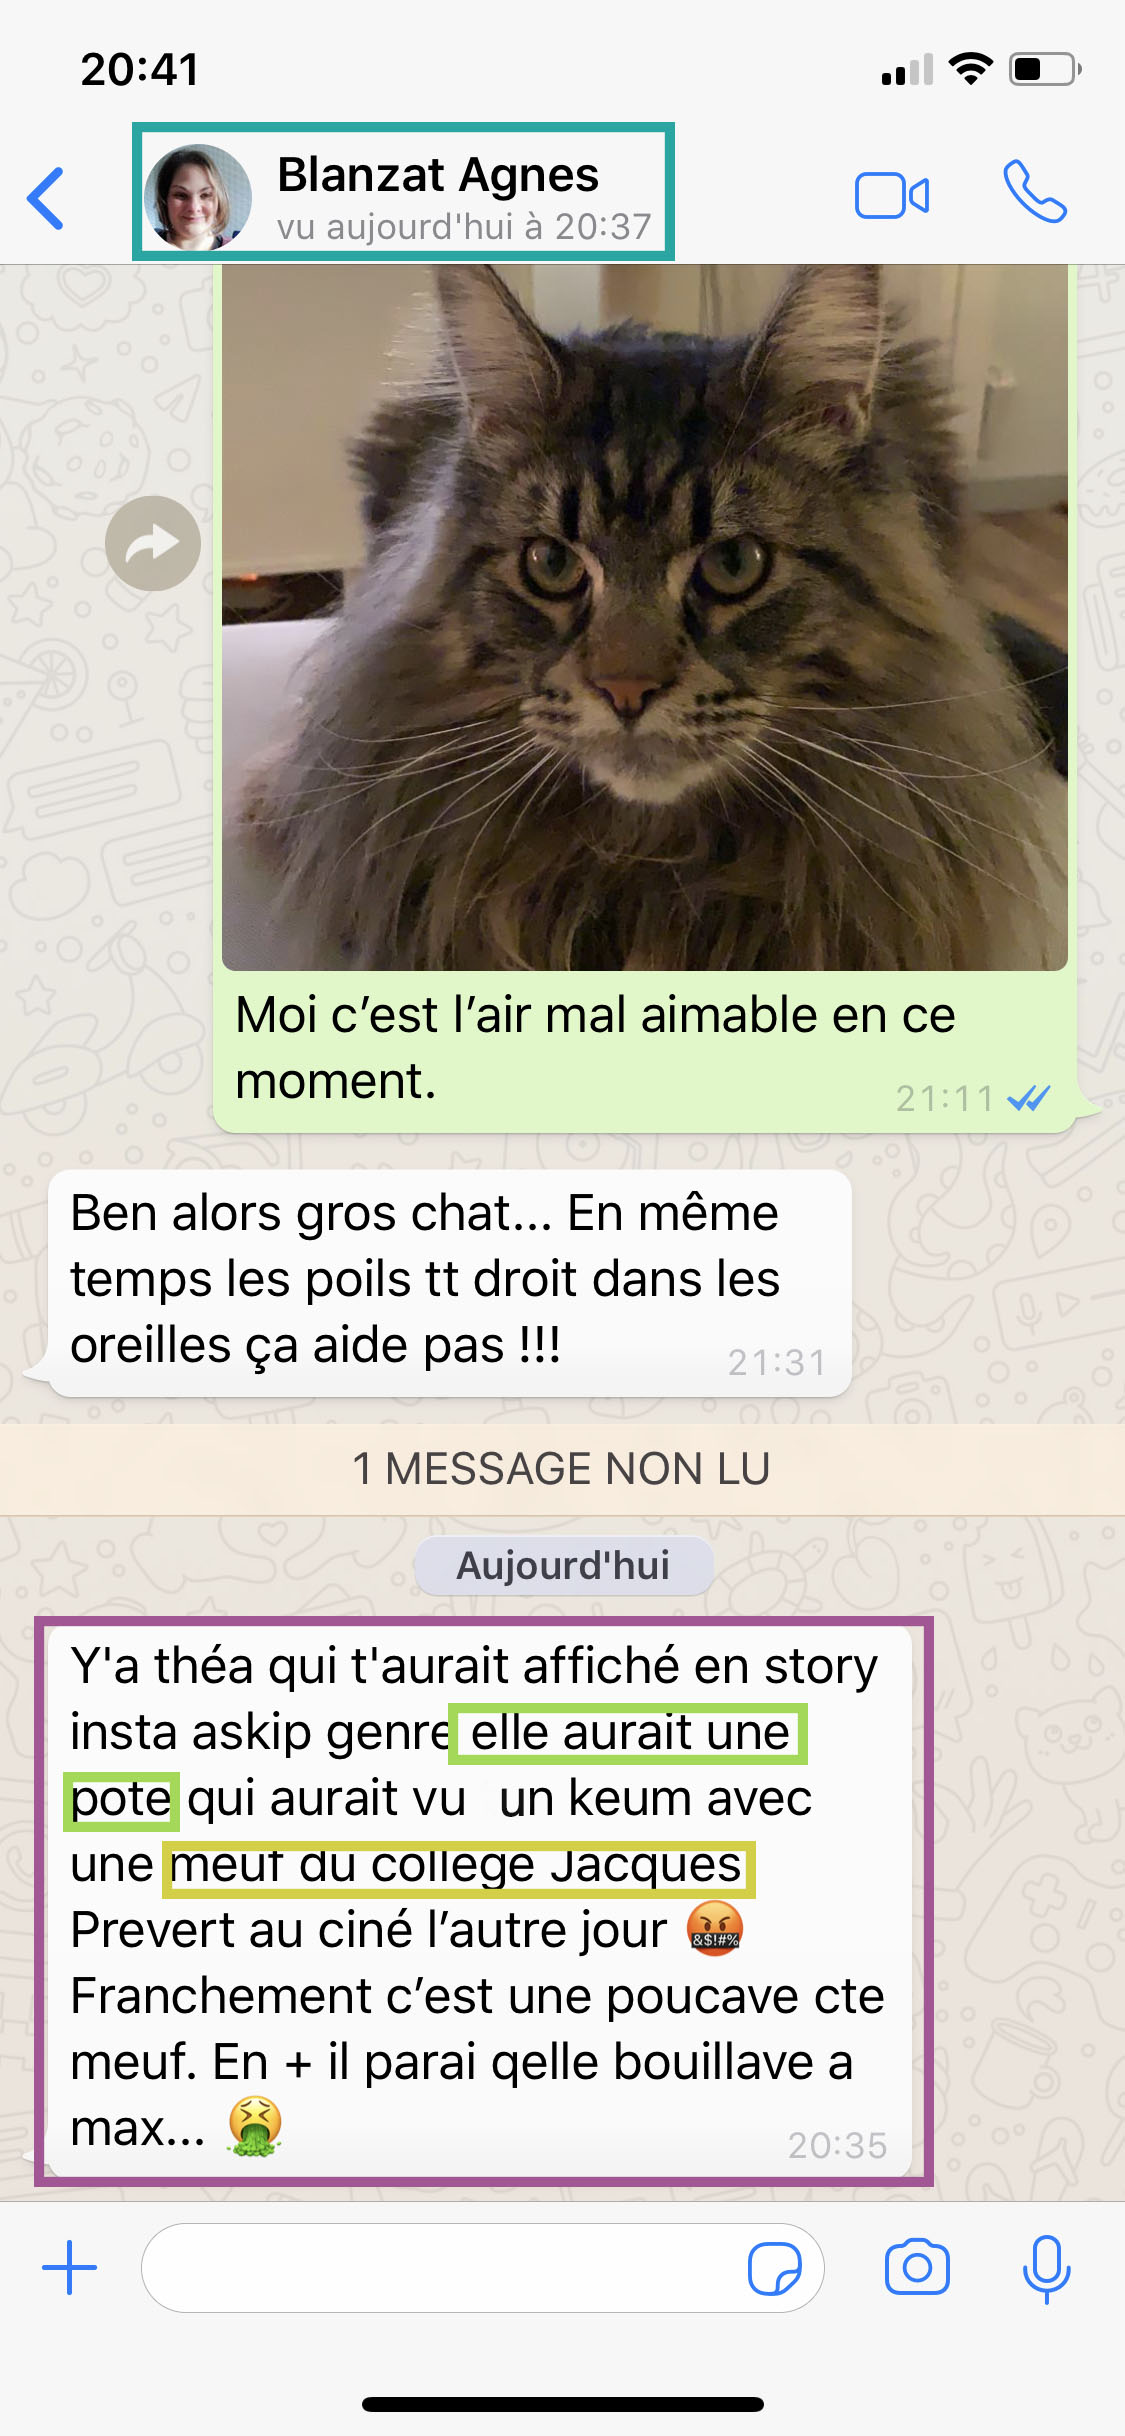 20:41
Blanzat Agnes
vu aujourd'hui à 20:37
Moi c’est l’air mal aimable en ce
moment.
21:11
Ben alors gros chat... En même
temps les poils tt droit dans les
oreilles ça aide pas !!!
21:31
1 MESSAGE NON LU
Aujourd'hui
Y'a théa qui t'aurait affiché en story
insta askip genre elle aurait une
pote qui aurait vu un keum avec
une meuf du college Jacques
Prevert au ciné l’autre jour 🤬
Franchement c’est une poucave cte
meuf. En + il parai qelle bouillave a
max... 🤮
20:35